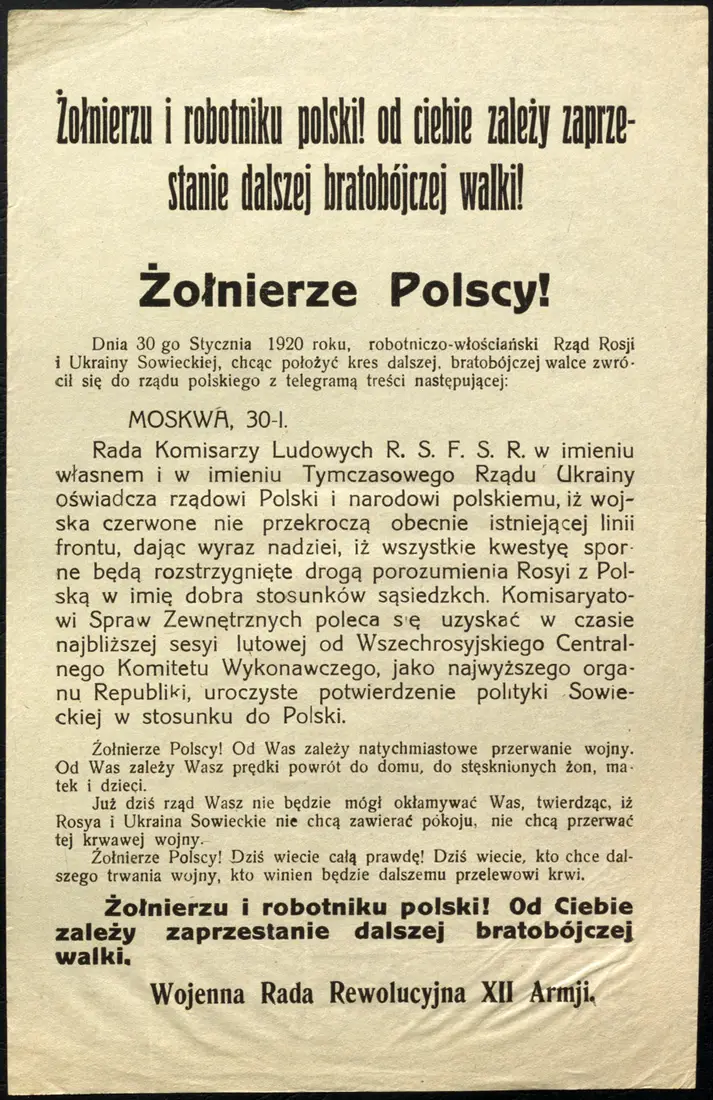 Żołnierzu i robotniku polski! od ciebie zależy zaprze-
stanie dalszej bratobójczej walki!
Żołnierze Polscy!
Dnia 30 go Stycznia 1920 roku, robotniczo-włościański Rząd Rosji
i Ukrainy Sowieckiej, chcąc położyć kres dalszej, bratobójczej walce zwró-
cił się do rządu polskiego z telegramą treści następującej:
MOSKWA, 30-I.
Rada Komisarzy Ludowych R. S. F. S. R. w imieniu
własnem i w imieniu Tymczasowego Rządu Ukrainy
oświadcza rządowi Polski i narodowi polskiemu, iż woj-
ska czerwone nie przekroczą obecnie istniejącej linii
frontu, dając wyraz nadziei, iż wszystkie kwestyę spor-
ne będą rozstrzygnięte drogą porozumienia Rosyi z Pol-
ską w imię dobra stosunków sąsiedzkch. Komisaryato-
wi Spraw Zewnętrznych poleca się uzyskać w czasie
najbliższej sesyi lutowej od Wszechrosyjskiego Central-
nego Komitetu Wykonawczego, jako najwyższego orga-
nu Republiki, uroczyste potwierdzenie polityki Sowie-
ckiej w stosunku do Polski.
Żołnierze Polscy! Od Was zależy natychmiastowe przerwanie wojny.
Od Was zależy Wasz prędki powrót do domu, do stęsknionych żon, ma-
tek i dzieci.
Już dziś rząd Wasz nie będzie mógł okłamywać Was, twierdząc, iż
Rosya i Ukraina Sowieckie nie chcą zawierać pokoju, nie chcą przerwać
tej krwawej wojny.
Żołnierze Polscy! Dziś wiecie całą prawdę! Dziś wiecie, kto chce dal-
szego trwania wojny, kto winien będzie dalszemu przelewowi krwi.
Żołnierzu i robotniku polski! Od Ciebie
zależy zaprzestanie dalszej bratobójczej
walki.
Wojenna Rada Rewolucyjna XII Armji.